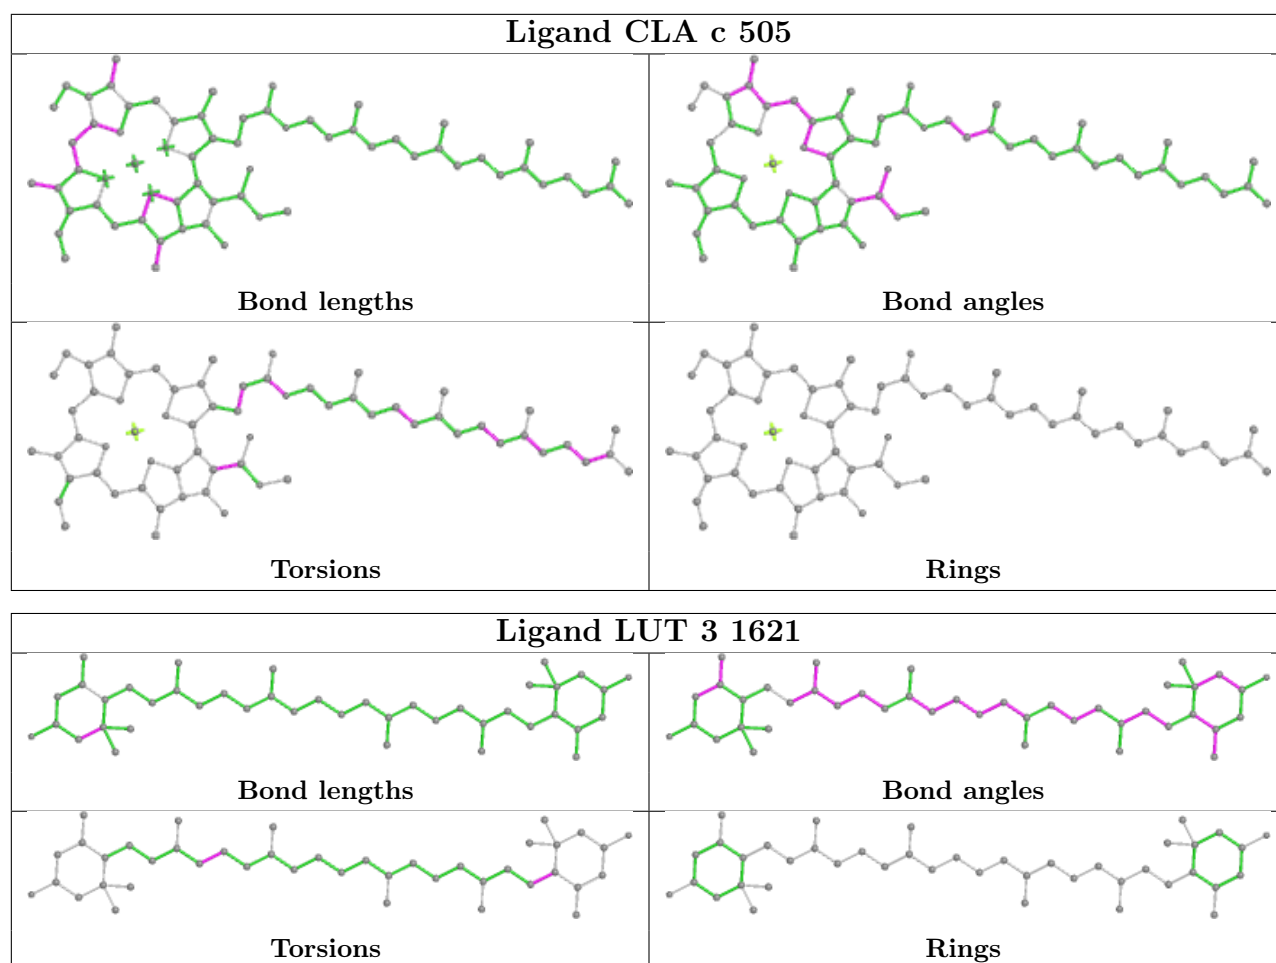 Ligand CLA c 505
Bond lengths
Bond angles
Torsions
Rings
Ligand LUT 3 1621
Bond lengths
Bond angles
Torsions
Rings